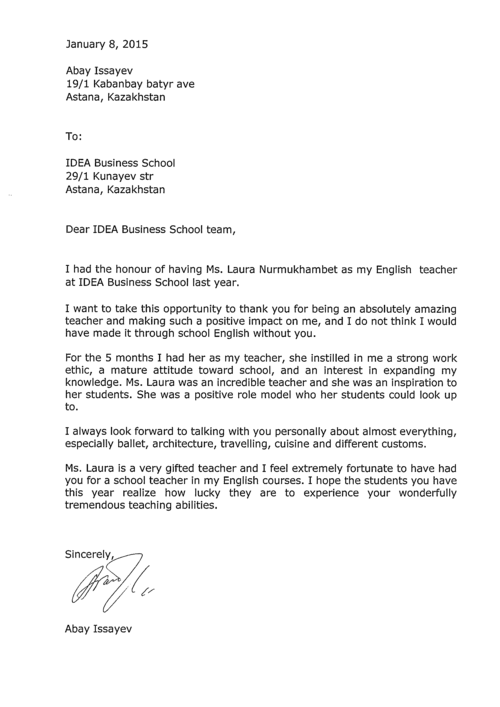 January 8, 2015
Abay Issayev
19/1 Kabanbay batyr ave
Astana, Kazakhstan
To:
IDEA Business School
29/1 Kunayev str
Astana, Kazakhstan
Dear IDEA Business School team,
I had the honour of having Ms. Laura Nurmukhambet as my English teacher
at IDEA Business School last year.
I want to take this opportunity to thank you for being an absolutely amazing
teacher and making such a positive impact on me, and I do not think I would
have made it through school English without you.
For the 5 months I had her as my teacher, she instilled in me a strong work
ethic, a mature attitude toward school, and an interest in expanding my
knowledge. Ms. Laura was an incredible teacher and she was an inspiration to
her students. She was a positive role model who her students could look up
to.
I always look forward to talking with you personally about almost everything,
especially ballet, architecture, travelling, cuisine and different customs.
Ms. Laura is a very gifted teacher and I feel extremely fortunate to have had
you for a school teacher in my English courses. I hope the students you have
this year realize how lucky they are to experience your wonderfully
tremendous teaching abilities.
Sincerely,
Abay Issayev